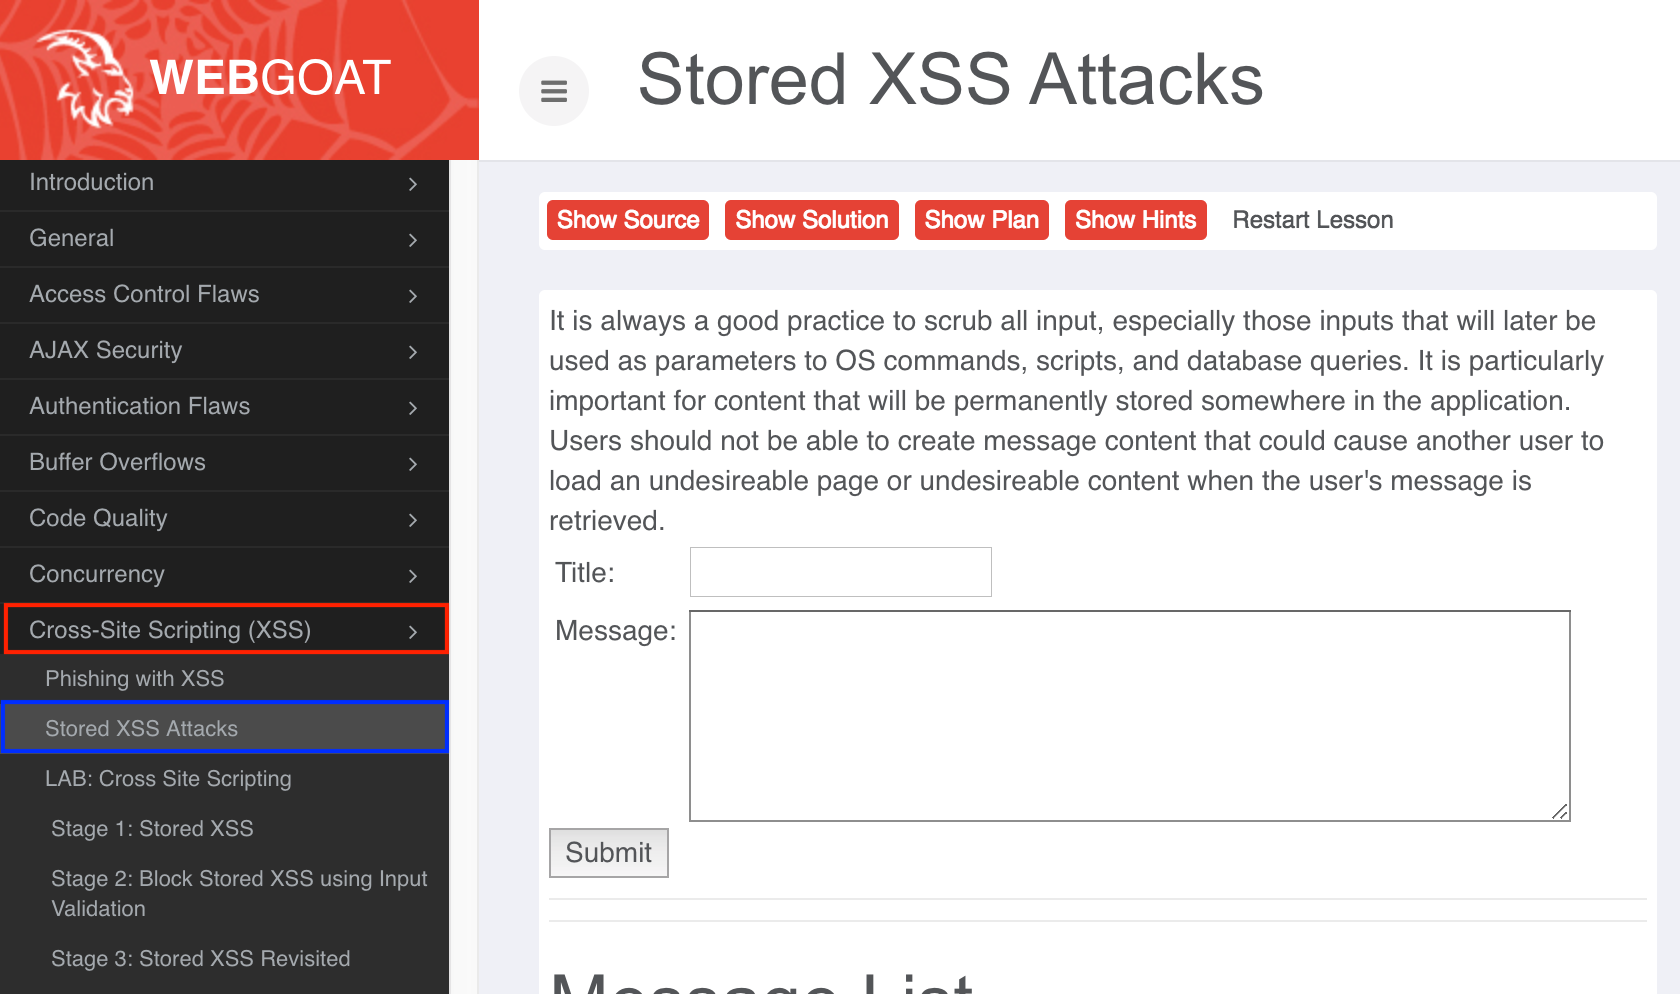 WEBGOAT
Stored XSS Attacks
Introduction
General
Access Control Flaws
AJAX Security
Authentication Flaws
Buffer Overflows
Code Quality
Concurrency
Cross-Site Scripting (XSS)
Phishing with XSS
Stored XSS Attacks
LAB: Cross Site Scripting
Stage 1: Stored XSS
Stage 2: Block Stored XSS using Input
Validation
Stage 3: Stored XSS Revisited
Show Source Show Solution Show Plan Show Hints Restart Lesson
It is always a good practice to scrub all input, especially those inputs that will later be
used as parameters to OS commands, scripts, and database queries. It is particularly
important for content that will be permanently stored somewhere in the application.
Users should not be able to create message content that could cause another user to
load an undesireable page or undesireable content when the user's message is
retrieved.
Title:
Message:
Submit
Message List